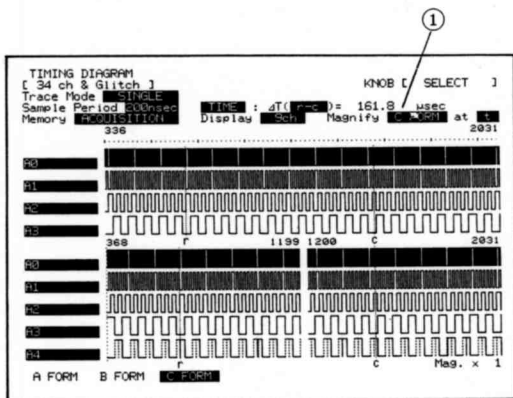 ①
TIMING DIAGRAM
[ 34 ch & Glitch ] KNOB [ SELECT ]
Trace Mode SINGLE
Sample Period 200nsec TIME : ΔT( r-c )= 161.8 μsec
Memory ACQUISITION Display 9ch Magnify C FORM at t
336 2031
A0
A1
A2
A3
r c
368 1199 1200 2031
A0
A1
A2
A3
A4
r c Mag. x 1
A FORM B FORM C FORM